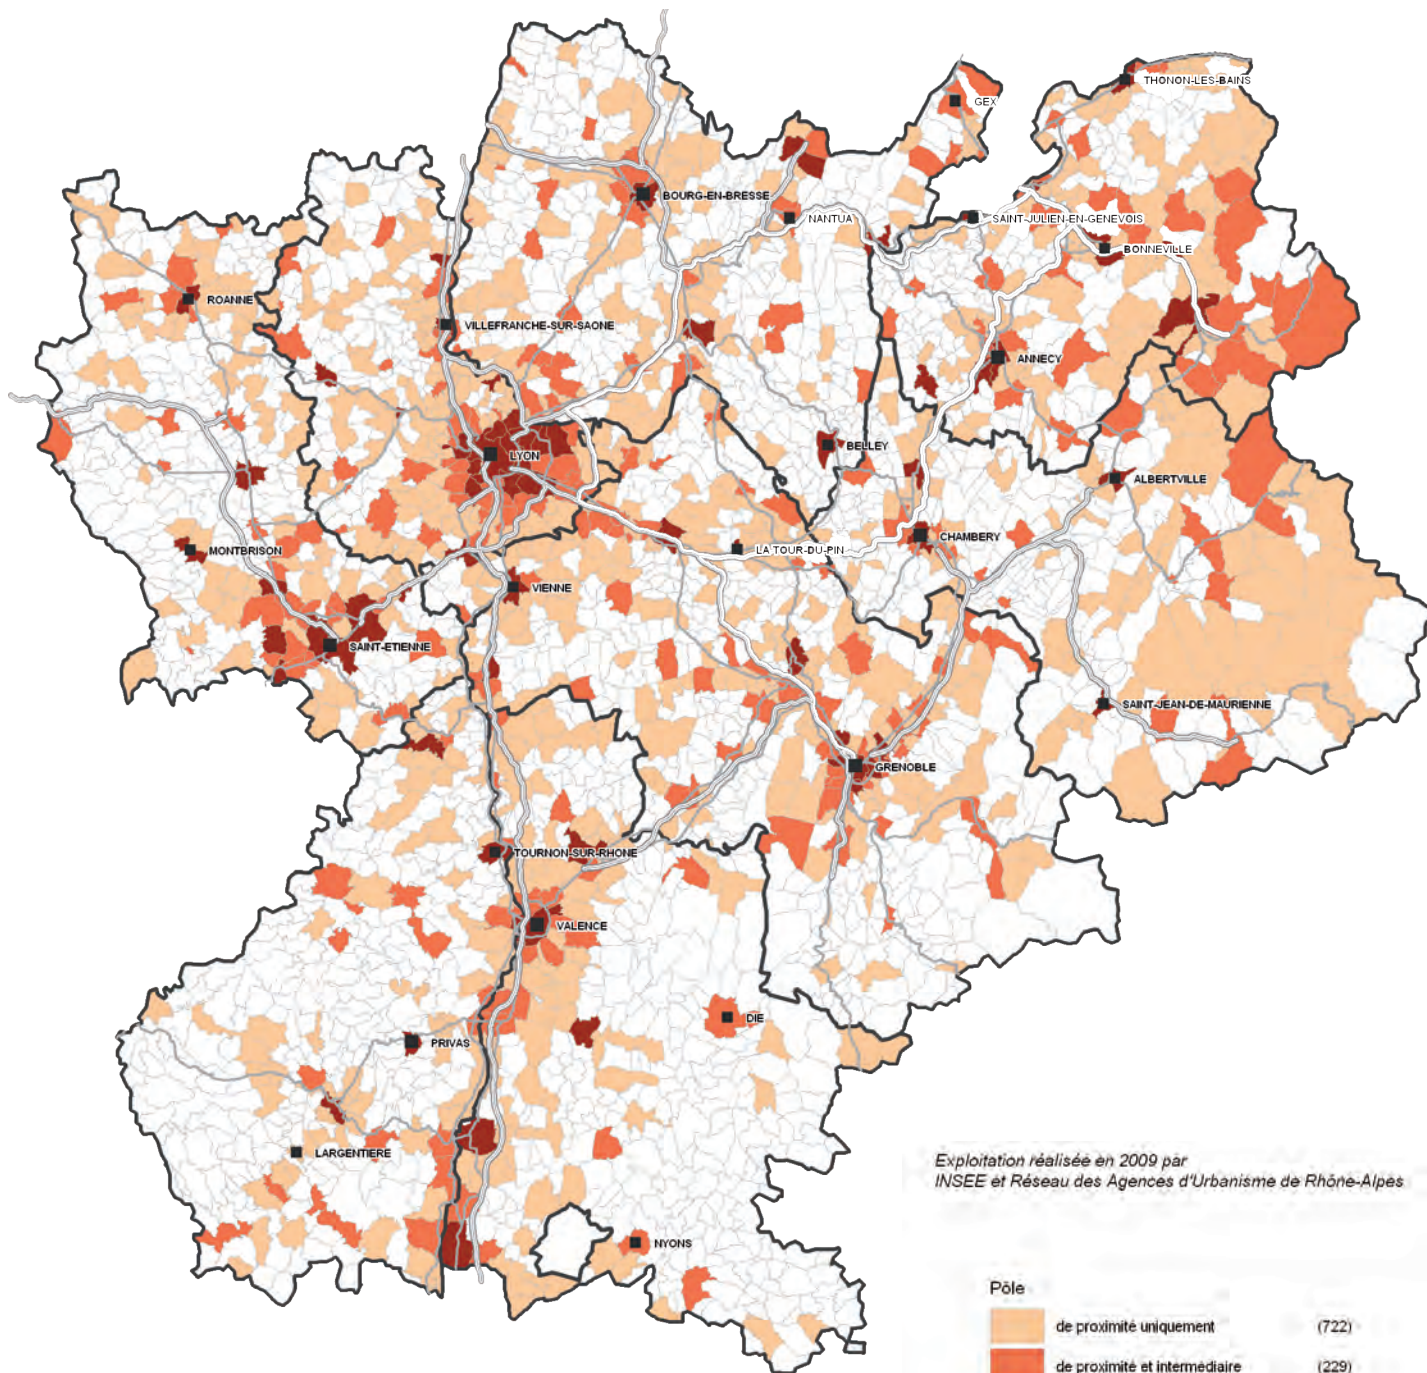 THONON-LES-BAINS
GEX
BOURG-EN-BRESSE
NANTUA
SAINT-JULIEN-EN-GENEVOIS
BONNEVILLE
ROANNE
VILLEFRANCHE-SUR-SAONE
ANNECY
BELLEY
LYON
ALBERTVILLE
CHAMBERY
MONTBRISON
LA TOUR-DU-PIN
VIENNE
SAINT-ETIENNE
SAINT-JEAN-DE-MAURIENNE
GRENOBLE
TOURNON-SUR-RHONE
VALENCE
DIE
PRIVAS
LARGENTIERE
NYONS
Exploitation réalisée en 2009 par
INSEE et Réseau des Agences d'Urbanisme de Rhône-Alpes
Pôle
de proximité uniquement (722)
de proximité et intermédiaire (229)